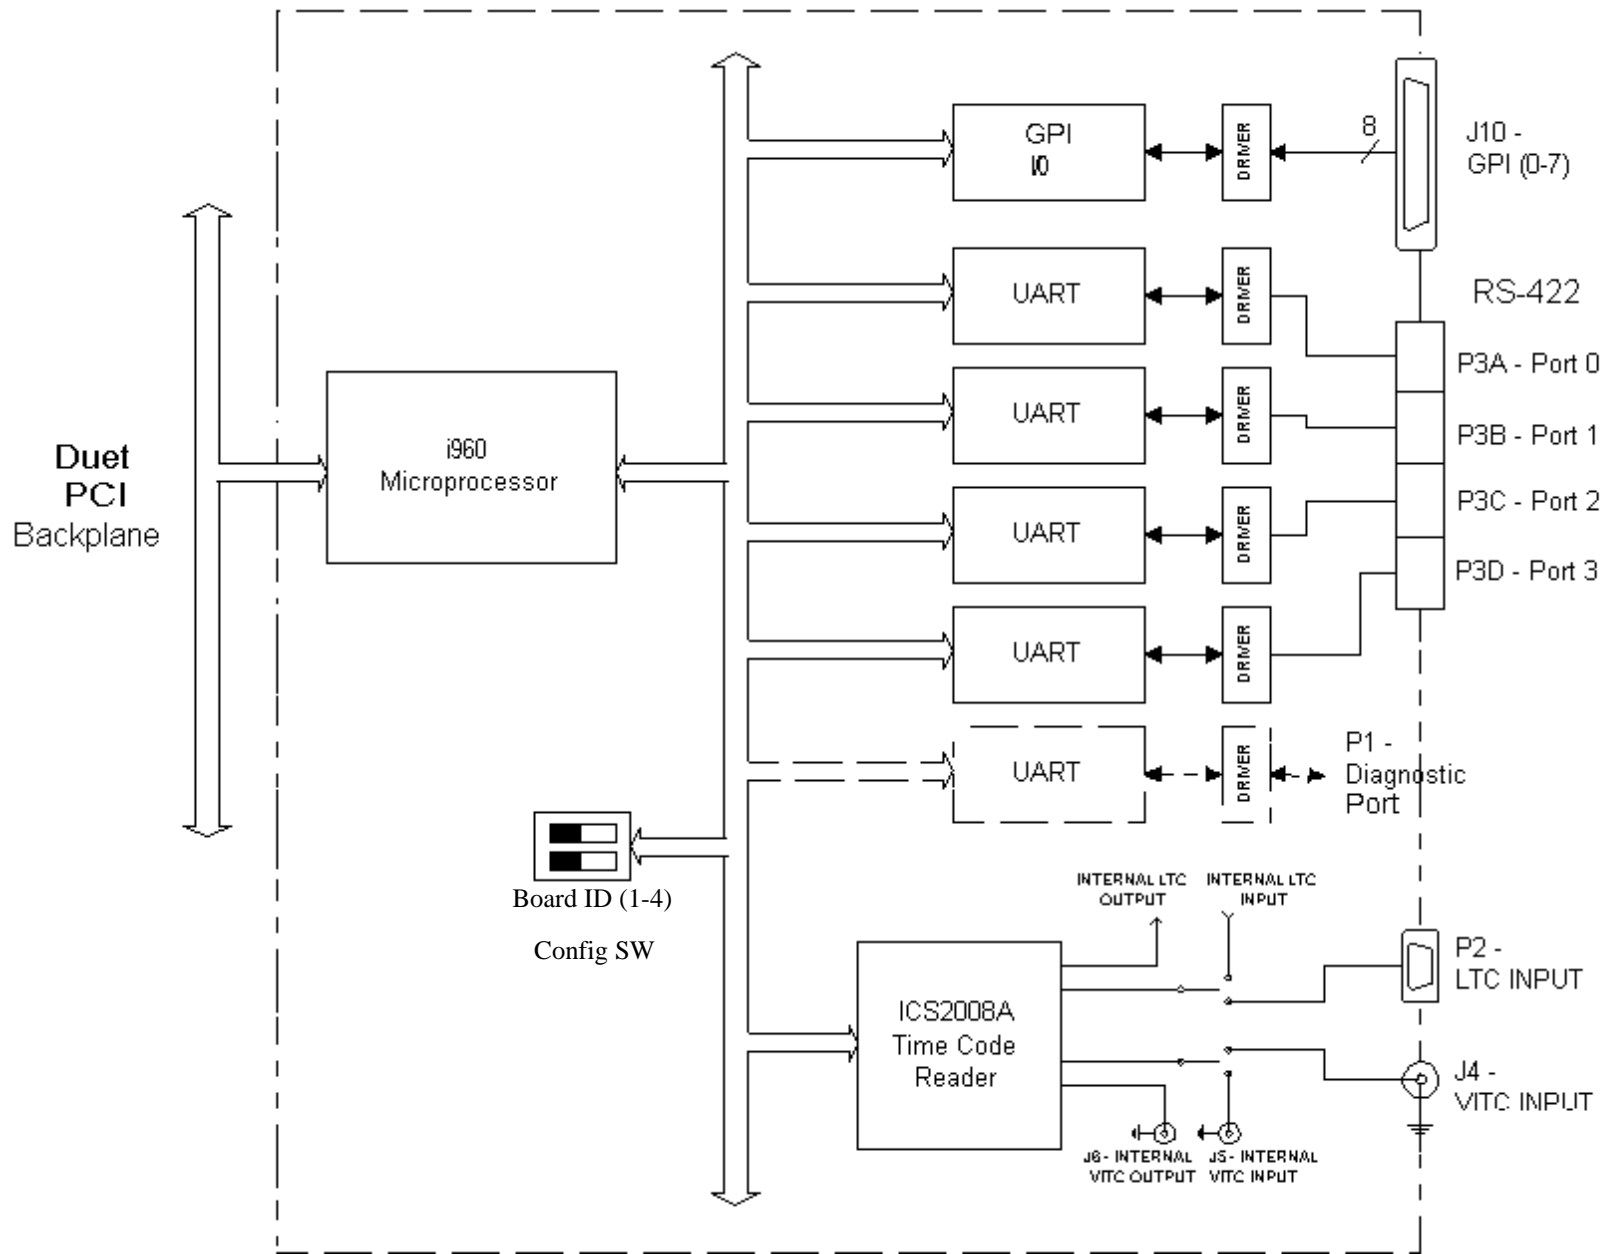 Duet
PCI
Backplane
i960
Microprocessor
Board ID (1-4)
Config SW
GPI
I/O
DRIVER
8
J10 -
GPI (0-7)
RS-422
UART
DRIVER
P3A - Port 0
UART
DRIVER
P3B - Port 1
UART
DRIVER
P3C - Port 2
UART
DRIVER
P3D - Port 3
UART
DRIVER
P1 -
Diagnostic
Port
INTERNAL LTC
OUTPUT
INTERNAL LTC
INPUT
ICS2008A
Time Code
Reader
P2 -
LTC INPUT
J4 -
VITC INPUT
J6 - INTERNAL
VITC OUTPUT
J5 - INTERNAL
VITC INPUT